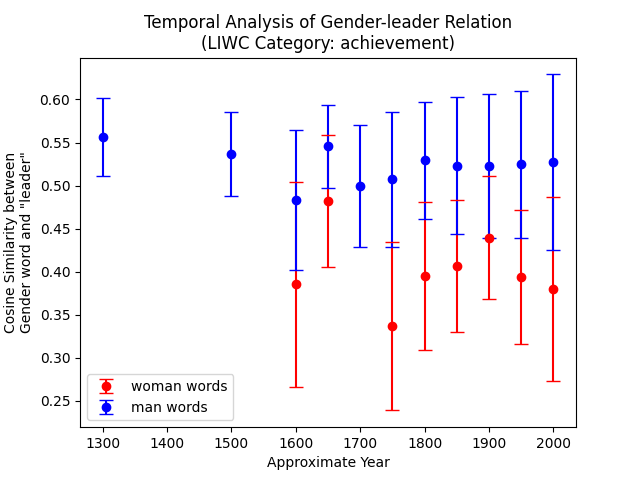 Temporal Analysis of Gender-leader Relation
(LIWC Category: achievement)
Cosine Similarity between
Gender word and "leader"
0.60
0.55
0.50
0.45
0.40
0.35
0.30
0.25
woman words
man words
1300 1400 1500 1600 1700 1800 1900 2000
Approximate Year